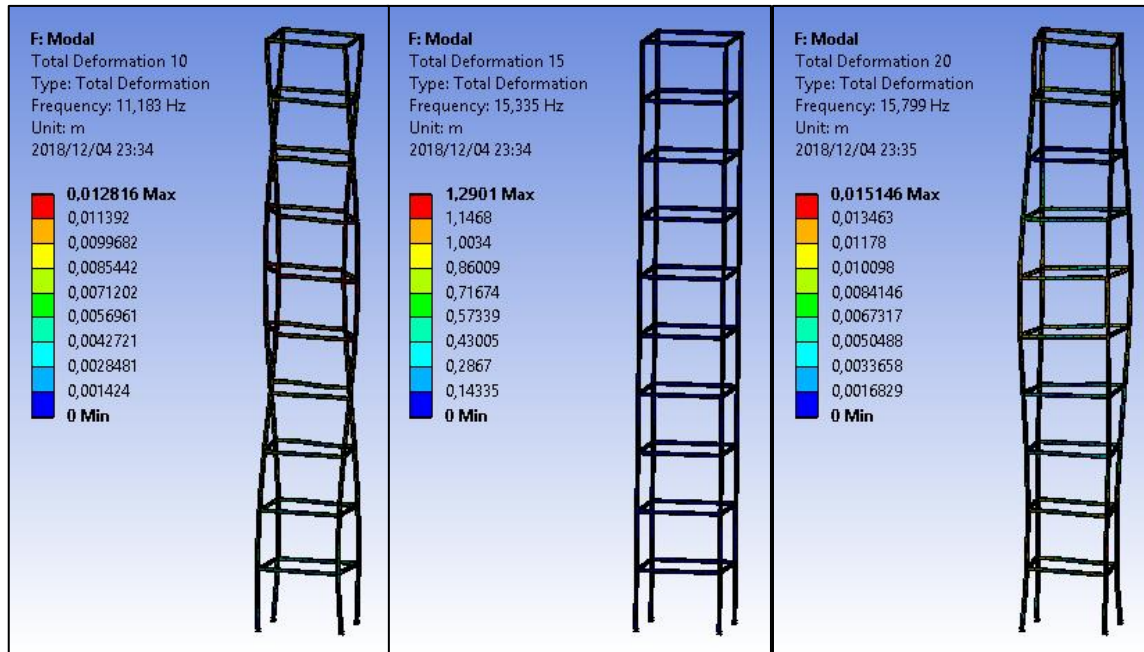 F: Modal
Total Deformation 10
Type: Total Deformation
Frequency: 11,183 Hz
Unit: m
2018/12/04 23:34
0,012816 Max
0,011392
0,0099682
0,0085442
0,0071202
0,0056961
0,0042721
0,0028481
0,001424
0 Min
F: Modal
Total Deformation 15
Type: Total Deformation
Frequency: 15,335 Hz
Unit: m
2018/12/04 23:34
1,2901 Max
1,1468
1,0034
0,86009
0,71674
0,57339
0,43005
0,2867
0,14335
0 Min
F: Modal
Total Deformation 20
Type: Total Deformation
Frequency: 15,799 Hz
Unit: m
2018/12/04 23:35
0,015146 Max
0,013463
0,01178
0,010098
0,0084146
0,0067317
0,0050488
0,0033658
0,0016829
0 Min